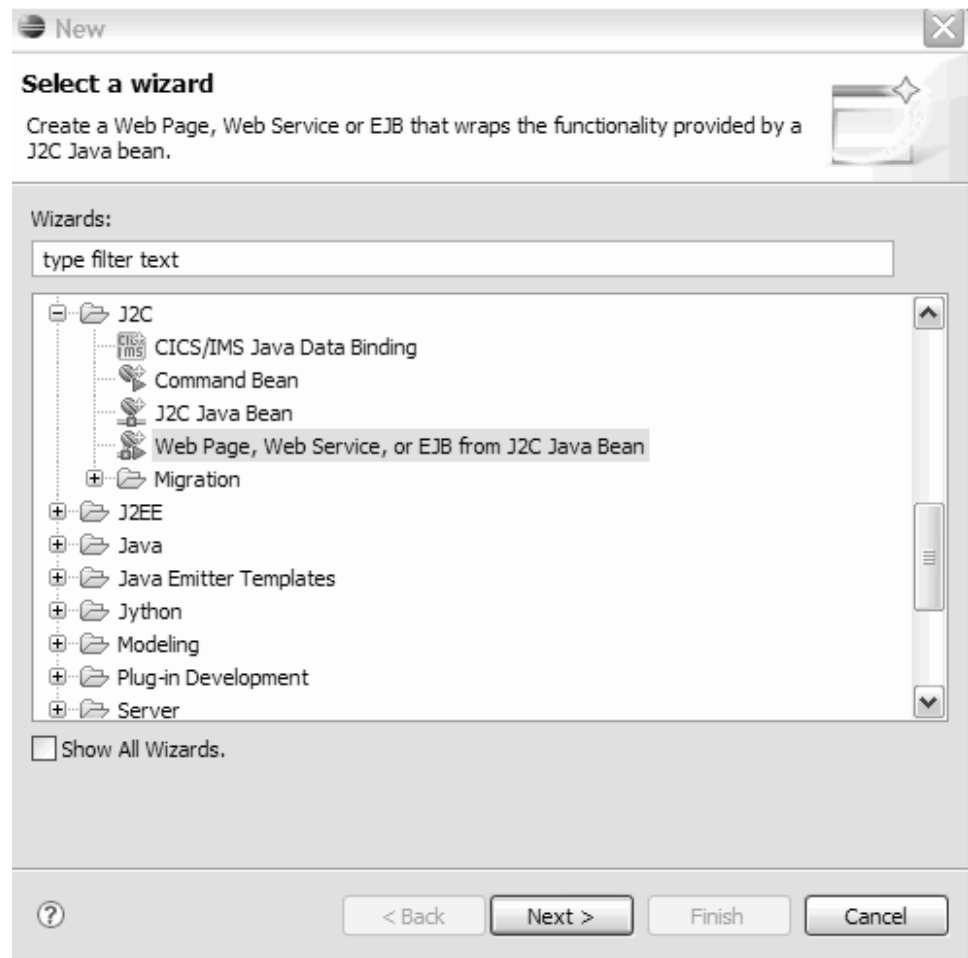 New
Select a wizard
Create a Web Page, Web Service or EJB that wraps the functionality provided by a
J2C Java bean.
Wizards:
type filter text
J2C
CICS/IMS Java Data Binding
Command Bean
J2C Java Bean
Web Page, Web Service, or EJB from J2C Java Bean
Migration
J2EE
Java
Java Emitter Templates
Jython
Modeling
Plug-in Development
Server
Show All Wizards.
? < Back Next > Finish Cancel